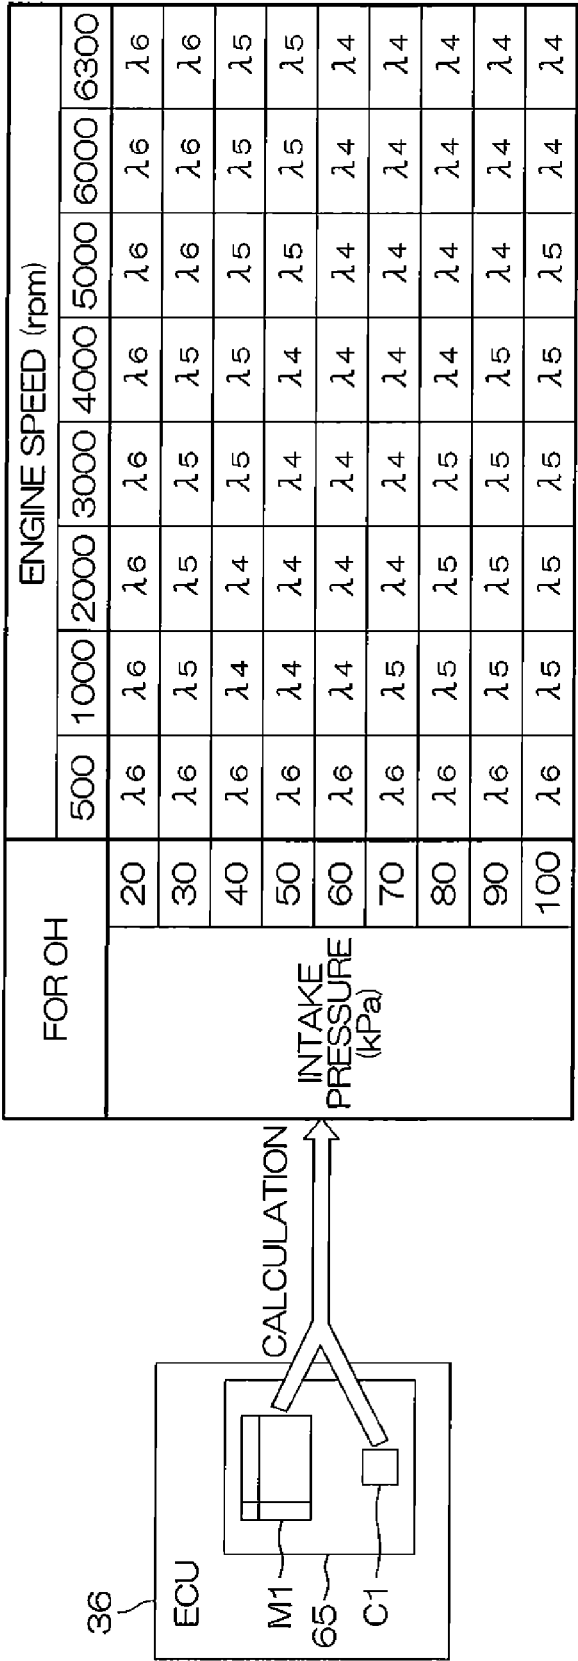 36
ECU
M1
65
C1
CALCULATION
FOR OH
ENGINE SPEED (rpm)
500 1000 2000 3000 4000 5000 6000 6300
INTAKE
PRESSURE
(kPa)
20 λ6 λ6 λ6 λ6 λ6 λ6 λ6 λ6
30 λ6 λ5 λ5 λ5 λ5 λ6 λ6 λ6
40 λ6 λ4 λ4 λ5 λ5 λ5 λ5 λ5
50 λ6 λ4 λ4 λ4 λ4 λ5 λ5 λ5
60 λ6 λ4 λ4 λ4 λ4 λ4 λ4 λ4
70 λ6 λ5 λ4 λ4 λ4 λ4 λ4 λ4
80 λ6 λ5 λ5 λ5 λ4 λ4 λ4 λ4
90 λ6 λ5 λ5 λ5 λ5 λ4 λ4 λ4
100 λ6 λ5 λ5 λ5 λ5 λ5 λ4 λ4